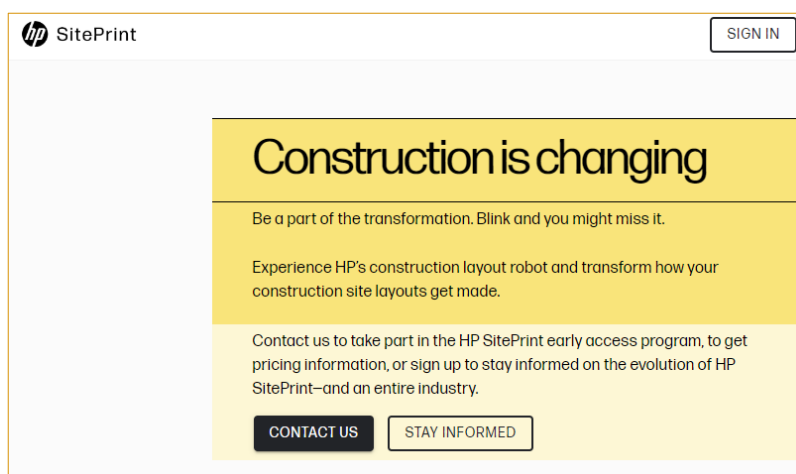 hp SitePrint
SIGN IN
Construction is changing
Be a part of the transformation. Blink and you might miss it.
Experience HP's construction layout robot and transform how your
construction site layouts get made.
Contact us to take part in the HP SitePrint early access program, to get
pricing information, or sign up to stay informed on the evolution of HP
SitePrint—and an entire industry.
CONTACT US
STAY INFORMED